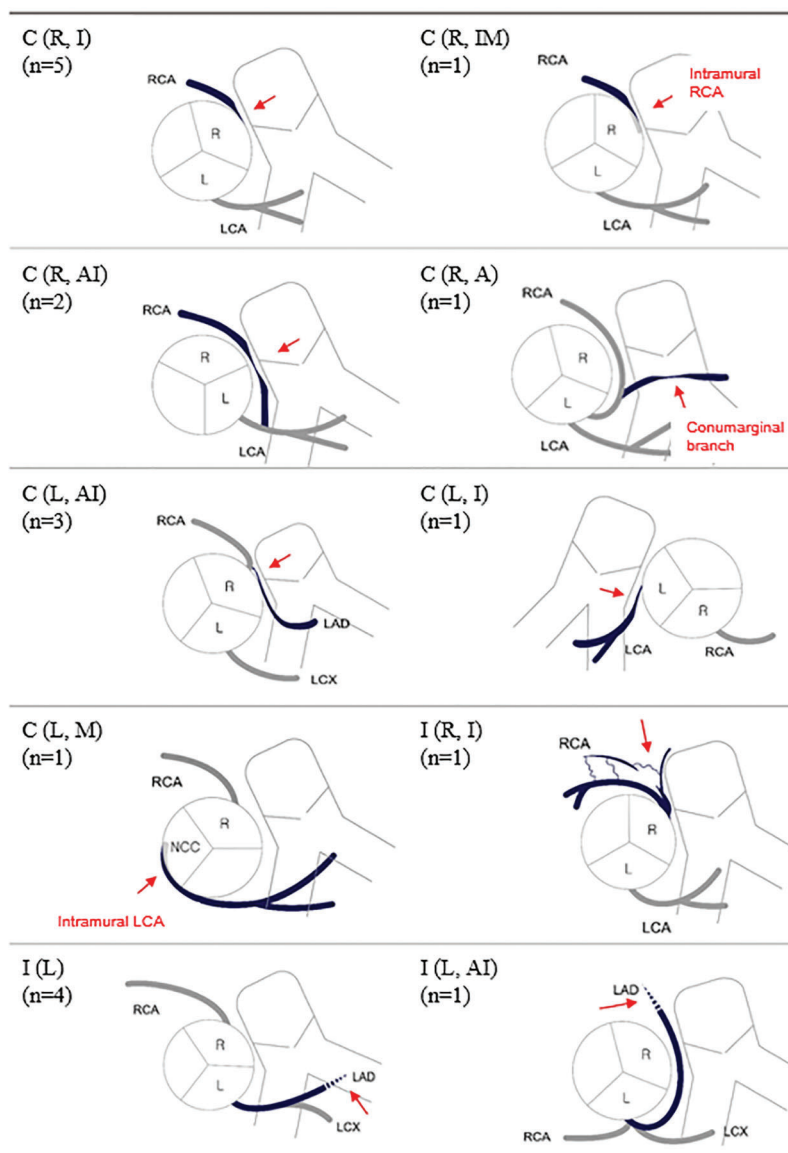 C (R, I)
(n=5)
RCA
R
L
LCA
C (R, IM)
(n=1)
RCA
Intramural
RCA
R
L
LCA
C (R, AI)
(n=2)
RCA
R
L
LCA
C (R, A)
(n=1)
RCA
R
L
LCA
Conumarginal
branch
C (L, AI)
(n=3)
RCA
R
L
LAD
LCX
C (L, I)
(n=1)
L
R
LCA
RCA
C (L, M)
(n=1)
RCA
R
NCC
Intramural LCA
I (R, I)
(n=1)
RCA
R
L
LCA
I (L)
(n=4)
RCA
R
L
LAD
LCX
I (L, AI)
(n=1)
LAD
R
L
RCA
LCX